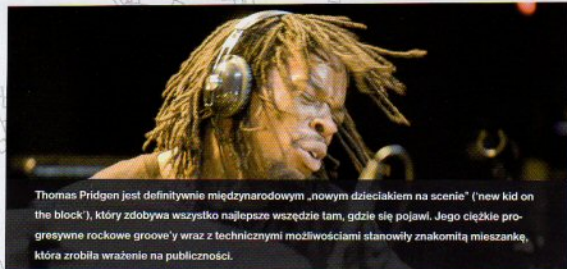 Thomas Pridgen jest definitywnie międzynarodowym „nowym dzieciakiem na scenie” (‘new kid on
the block’), który zdobywa wszystko najlepsze wszędzie tam, gdzie się pojawi. Jego ciężkie pro-
gresywne rockowe groove’y wraz z technicznymi możliwościami stanowiły znakomitą mieszankę,
która zrobiła wrażenie na publiczności.